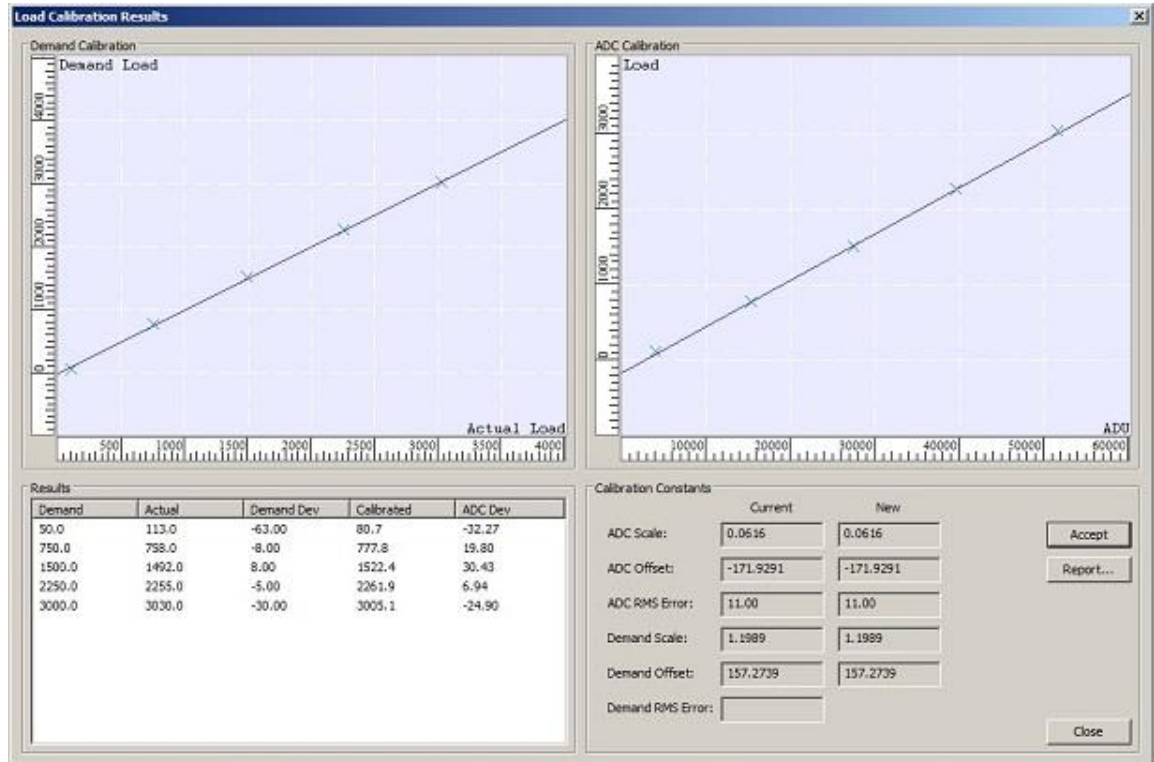 Load Calibration Results
Demand Calibration
Demand Load
4000
3000
2000
1000
0
Actual Load
500 1000 1500 2000 2500 3000 3500 4000
ADC Calibration
Load
3000
2000
1000
0
ADU
10000 20000 30000 40000 50000 60000
Results
Demand Actual Demand Dev Calibrated ADC Dev
50.0 113.0 -63.00 80.7 -32.27
750.0 758.0 -8.00 777.8 19.80
1500.0 1492.0 8.00 1522.4 30.43
2250.0 2255.0 -5.00 2261.9 6.94
3000.0 3030.0 -30.00 3005.1 -24.90
Calibration Constants
Current New
ADC Scale: 0.0616 0.0616
Accept
ADC Offset: -171.9291 -171.9291
Report...
ADC RMS Error: 11.00 11.00
Demand Scale: 1.1989 1.1989
Demand Offset: 157.2739 157.2739
Demand RMS Error:
Close